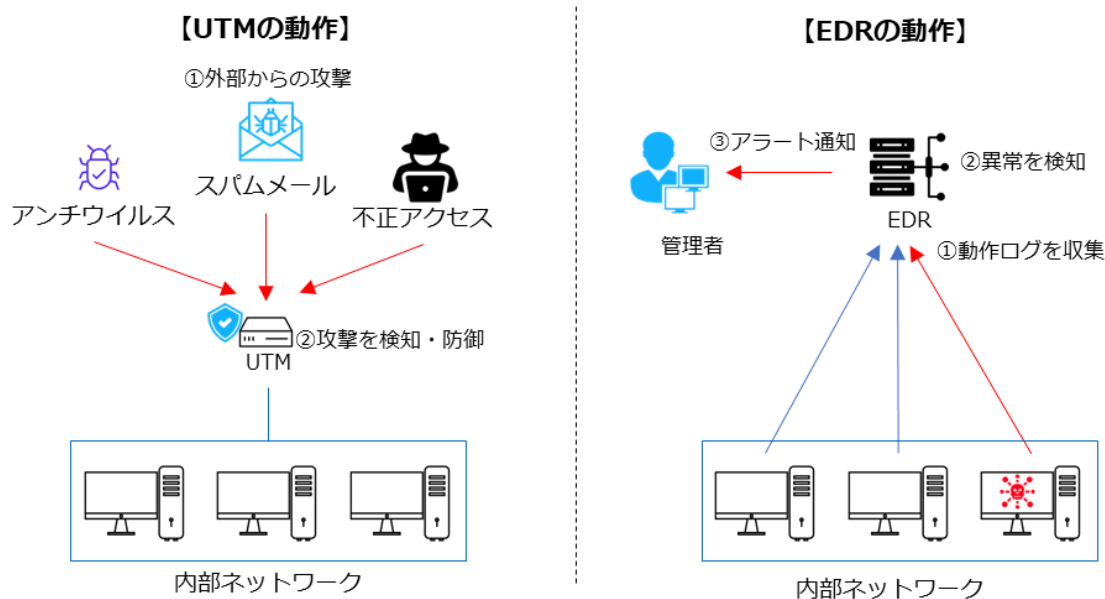 【UTMの動作】
①外部からの攻撃
スパムメール
アンチウイルス
不正アクセス
②攻撃を検知・防御
UTM
内部ネットワーク
【EDRの動作】
③アラート通知
②異常を検知
EDR
管理者
①動作ログを収集
内部ネットワーク